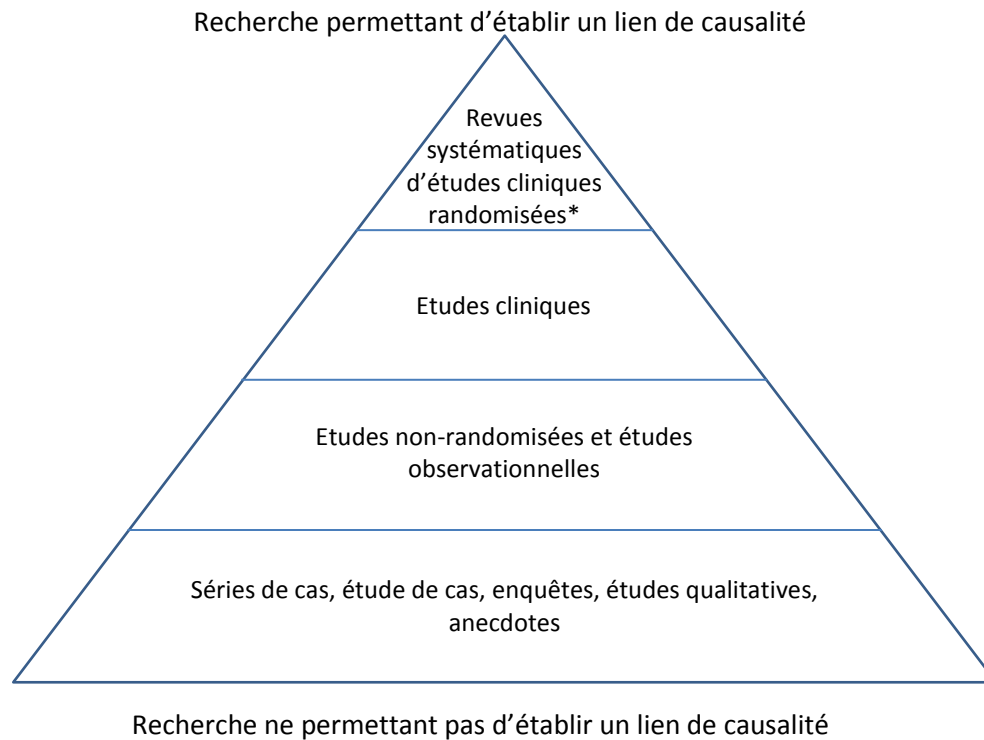 Recherche permettant d’établir un lien de causalité
Revues
systématiques
d’études cliniques
randomisées*
Etudes cliniques
Etudes non-randomisées et études
observationnelles
Séries de cas, étude de cas, enquêtes, études qualitatives,
anecdotes
Recherche ne permettant pas d’établir un lien de causalité